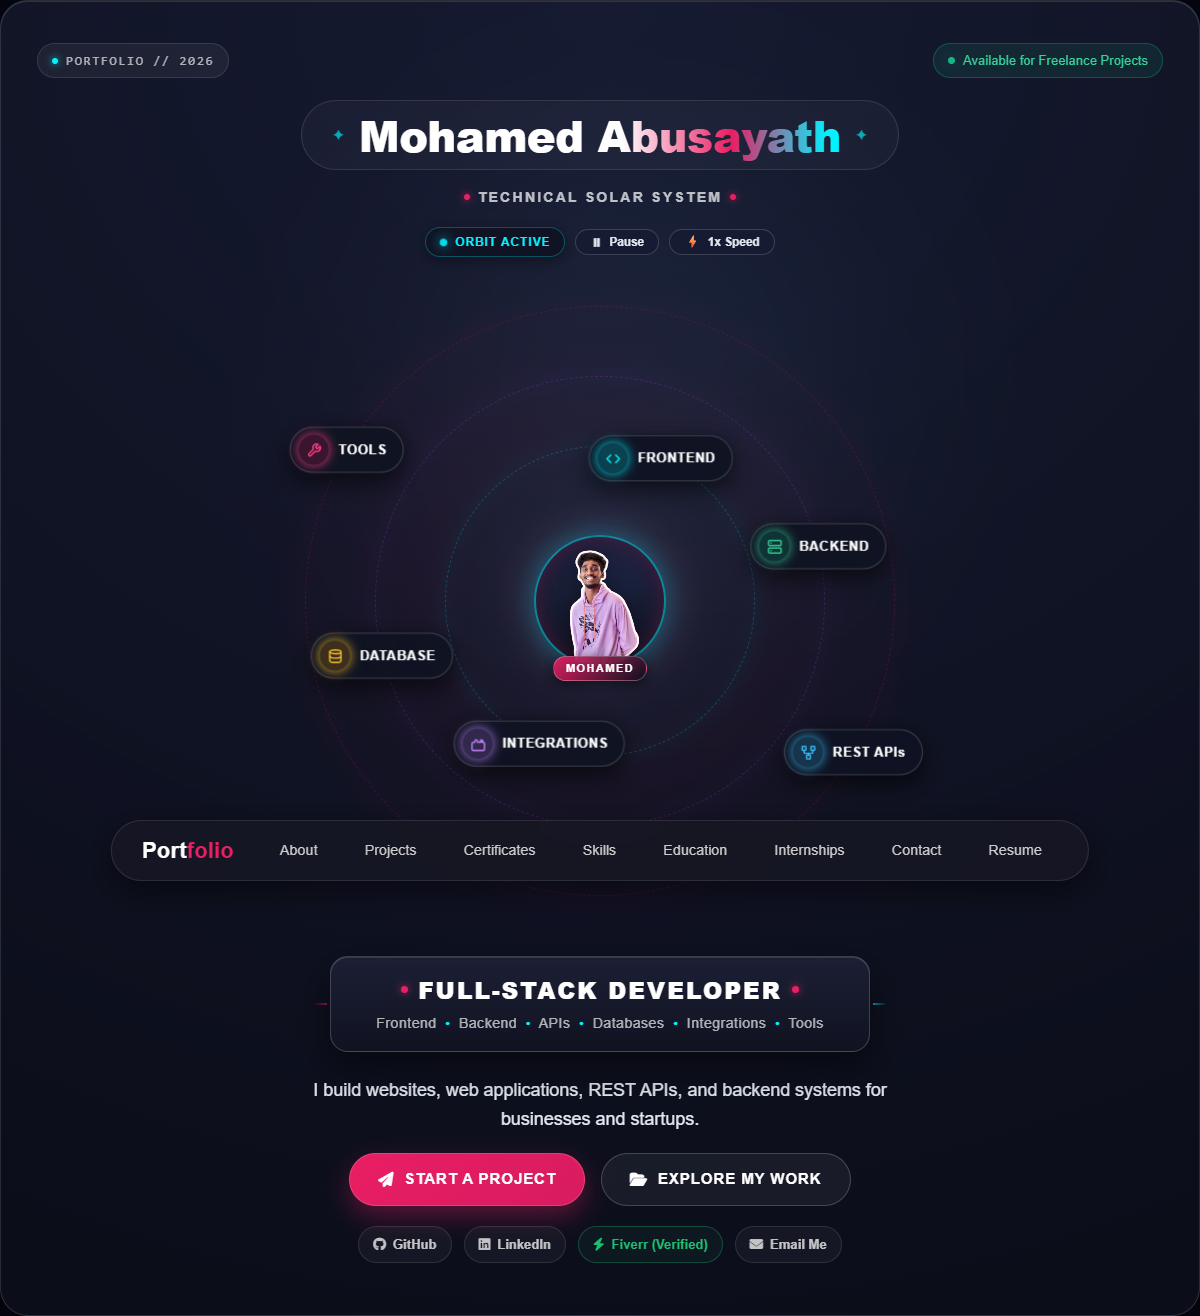 PORTFOLIO // 2026
Available for Freelance Projects
Mohamed Abusayath
TECHNICAL SOLAR SYSTEM
ORBIT ACTIVE
Pause
1x Speed
TOOLS
FRONTEND
BACKEND
DATABASE
MOHAMED
INTEGRATIONS
REST APIs
Portfolio About Projects Certificates Skills Education Internships Contact Resume
FULL-STACK DEVELOPER
Frontend • Backend • APIs • Databases • Integrations • Tools
I build websites, web applications, REST APIs, and backend systems for
businesses and startups.
START A PROJECT
EXPLORE MY WORK
GitHub
LinkedIn
Fiverr (Verified)
Email Me